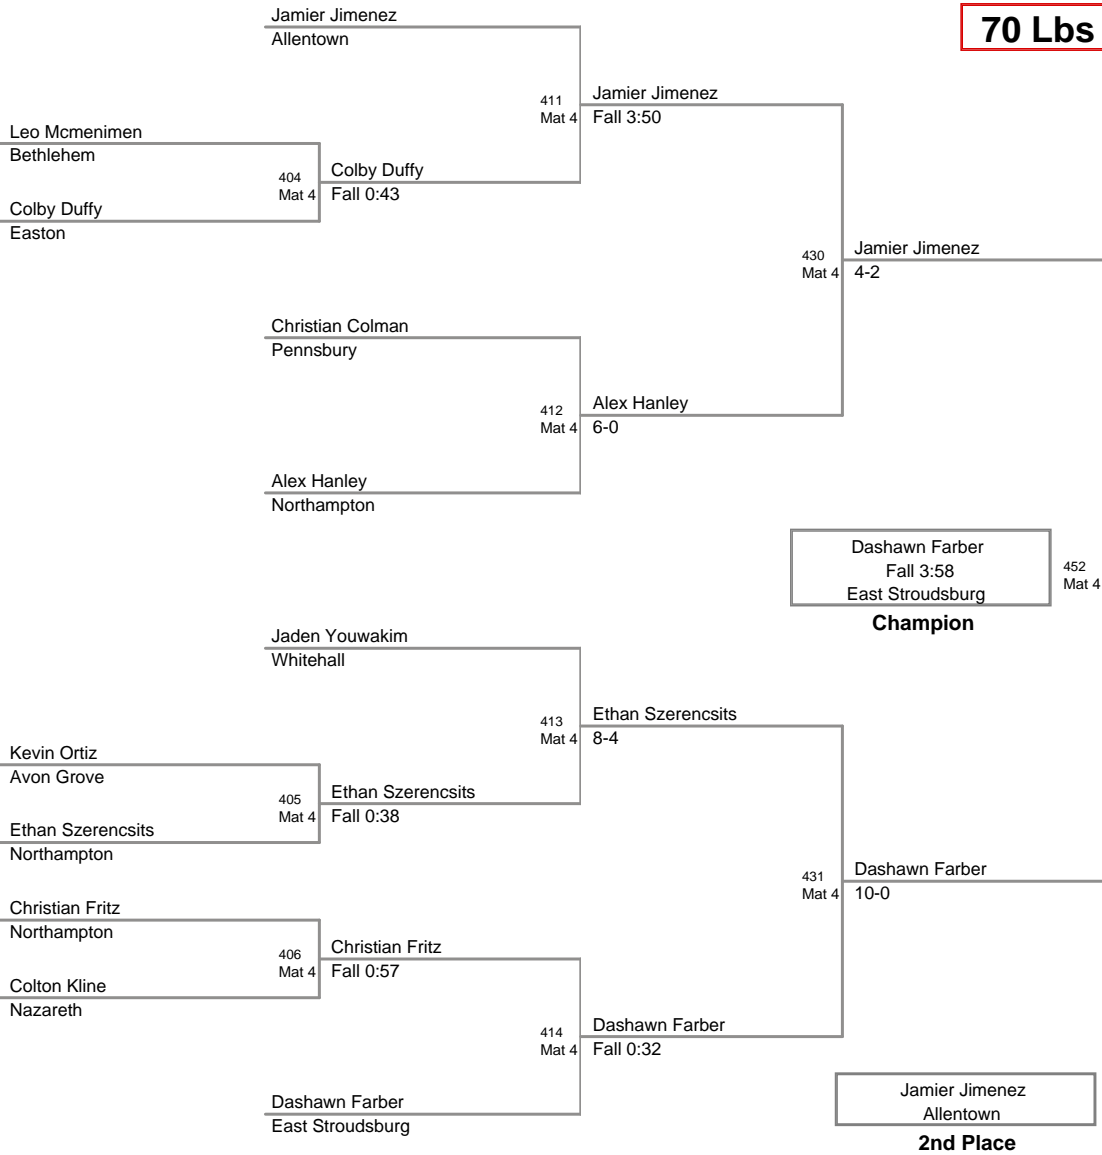 Jamier Jimenez
Allentown
70 Lbs
411
Mat 4
Jamier Jimenez
Fall 3:50
Leo Mcmenimen
Bethlehem
404
Mat 4
Colby Duffy
Fall 0:43
Colby Duffy
Easton
430
Mat 4
Jamier Jimenez
4-2
Christian Colman
Pennsbury
412
Mat 4
Alex Hanley
6-0
Alex Hanley
Northampton
Dashawn Farber
Fall 3:58
East Stroudsburg
452
Mat 4
Champion
Jaden Youwakim
Whitehall
413
Mat 4
Ethan Szerencsits
8-4
Kevin Ortiz
Avon Grove
405
Mat 4
Ethan Szerencsits
Fall 0:38
Ethan Szerencsits
Northampton
431
Mat 4
Dashawn Farber
10-0
Christian Fritz
Northampton
406
Mat 4
Christian Fritz
Fall 0:57
Colton Kline
Nazareth
414
Mat 4
Dashawn Farber
Fall 0:32
Dashawn Farber
East Stroudsburg
Jamier Jimenez
Allentown
2nd Place